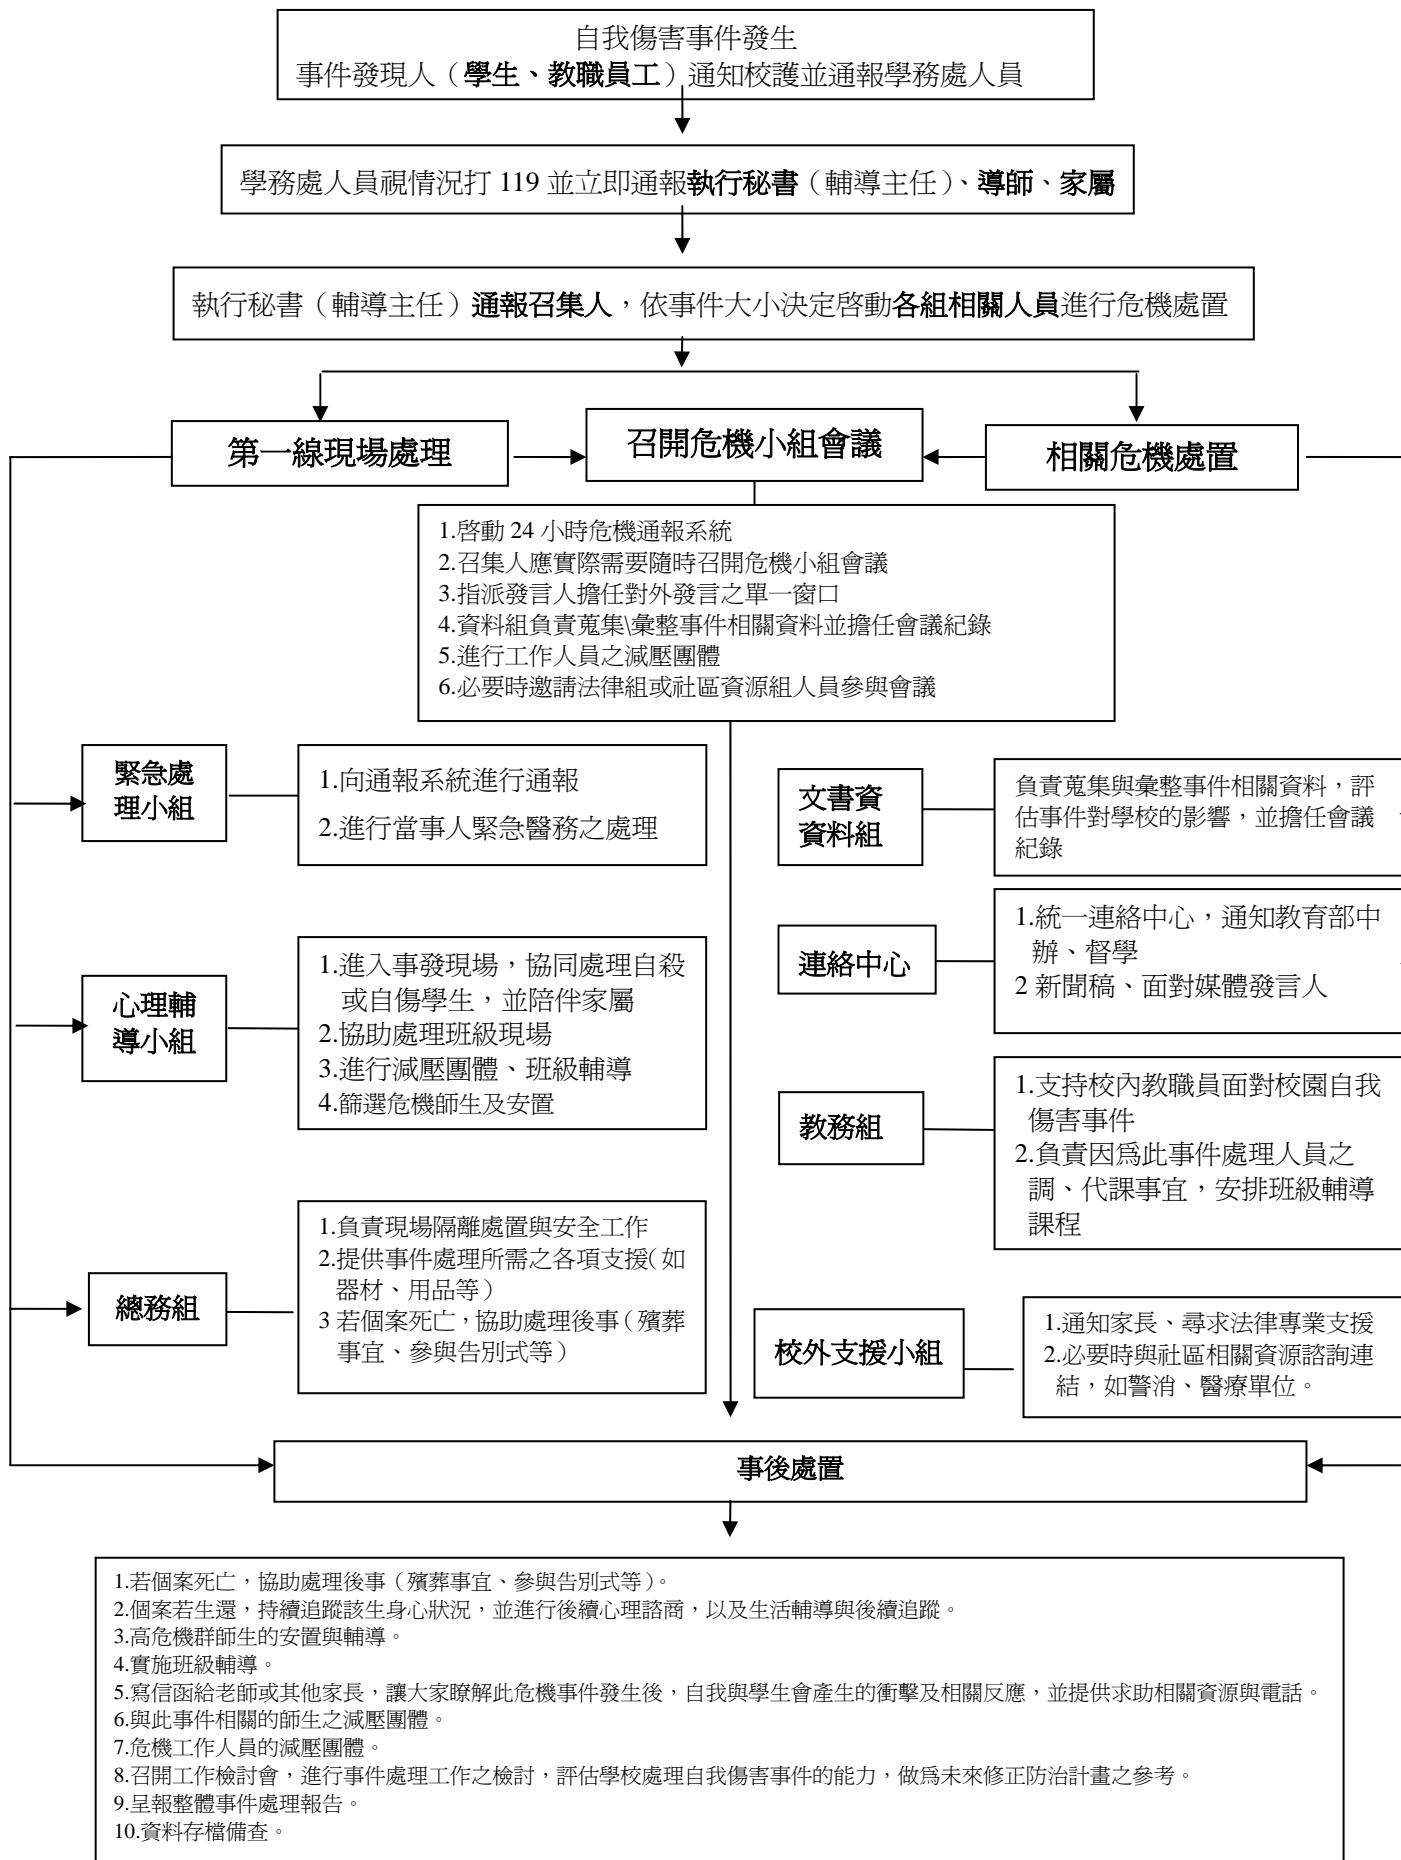 自我傷害事件發生
事件發現人（學生、教職員工）通知校護並通報學務處人員
學務處人員視情況打 119 並立即通報執行秘書（輔導主任）、導師、家屬
執行秘書（輔導主任）通報召集人，依事件大小決定啓動各組相關人員進行危機處置
第一線現場處理
召開危機小組會議
相關危機處置
1.啓動 24 小時危機通報系統
2.召集人應實際需要隨時召開危機小組會議
3.指派發言人擔任對外發言之單一窗口
4.資料組負責蒐集\彙整事件相關資料並擔任會議紀錄
5.進行工作人員之減壓團體
6.必要時邀請法律組或社區資源組人員參與會議
緊急處
理小組
1.向通報系統進行通報
2.進行當事人緊急醫務之處理
心理輔
導小組
1.進入事發現場，協同處理自殺
或自傷學生，並陪伴家屬
2.協助處理班級現場
3.進行減壓團體、班級輔導
4.篩選危機師生及安置
總務組
1.負責現場隔離處置與安全工作
2.提供事件處理所需之各項支援（如
器材、用品等）
3 若個案死亡，協助處理後事（殯葬
事宜、參與告別式等）
文書資
資料組
負責蒐集與彙整事件相關資料，評
估事件對學校的影響，並擔任會議
紀錄
連絡中心
1.統一連絡中心，通知教育部中
辦、督學
2 新聞稿、面對媒體發言人
教務組
1.支持校內教職員面對校園自我
傷害事件
2.負責因爲此事件處理人員之
調、代課事宜，安排班級輔導
課程
校外支援小組
1.通知家長、尋求法律專業支援
2.必要時與社區相關資源諮詢連
結，如警消、醫療單位。
事後處置
1.若個案死亡，協助處理後事（殯葬事宜、參與告別式等）。
2.個案若生還，持續追蹤該生身心狀況，並進行後續心理諮商，以及生活輔導與後續追蹤。
3.高危機群師生的安置與輔導。
4.實施班級輔導。
5.寫信函給老師或其他家長，讓大家瞭解此危機事件發生後，自我與學生會產生的衝擊及相關反應，並提供求助相關資源與電話。
6.與此事件相關的師生之減壓團體。
7.危機工作人員的減壓團體。
8.召開工作檢討會，進行事件處理工作之檢討，評估學校處理自我傷害事件的能力，做爲未來修正防治計畫之參考。
9.呈報整體事件處理報告。
10.資料存檔備查。